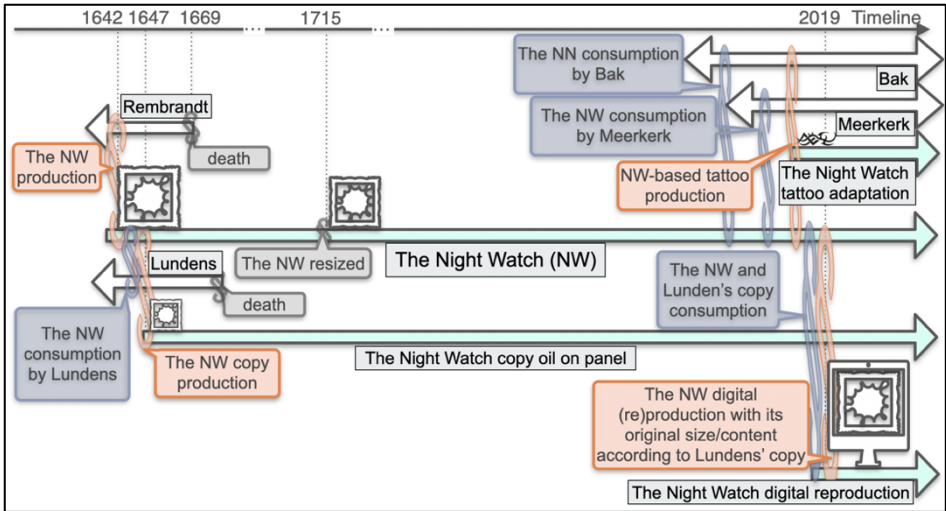 1642 1647 1669 ... 1715 ... 2019 Timeline
The NN consumption
by Bak
Bak
The NW
consumption
by Meerkerk
Meerkerk
Rembrandt
death
The NW
production
NW-based tattoo
production
The Night Watch
tattoo adaptation
The NW resized
The Night Watch (NW)
Lundens
death
The NW
consumption
by Lundens
The NW copy
production
The NW and
Lunden’s copy
consumption
The Night Watch copy oil on panel
The NW digital
(re)production with its
original size/content
according to Lundens’ copy
The Night Watch digital reproduction